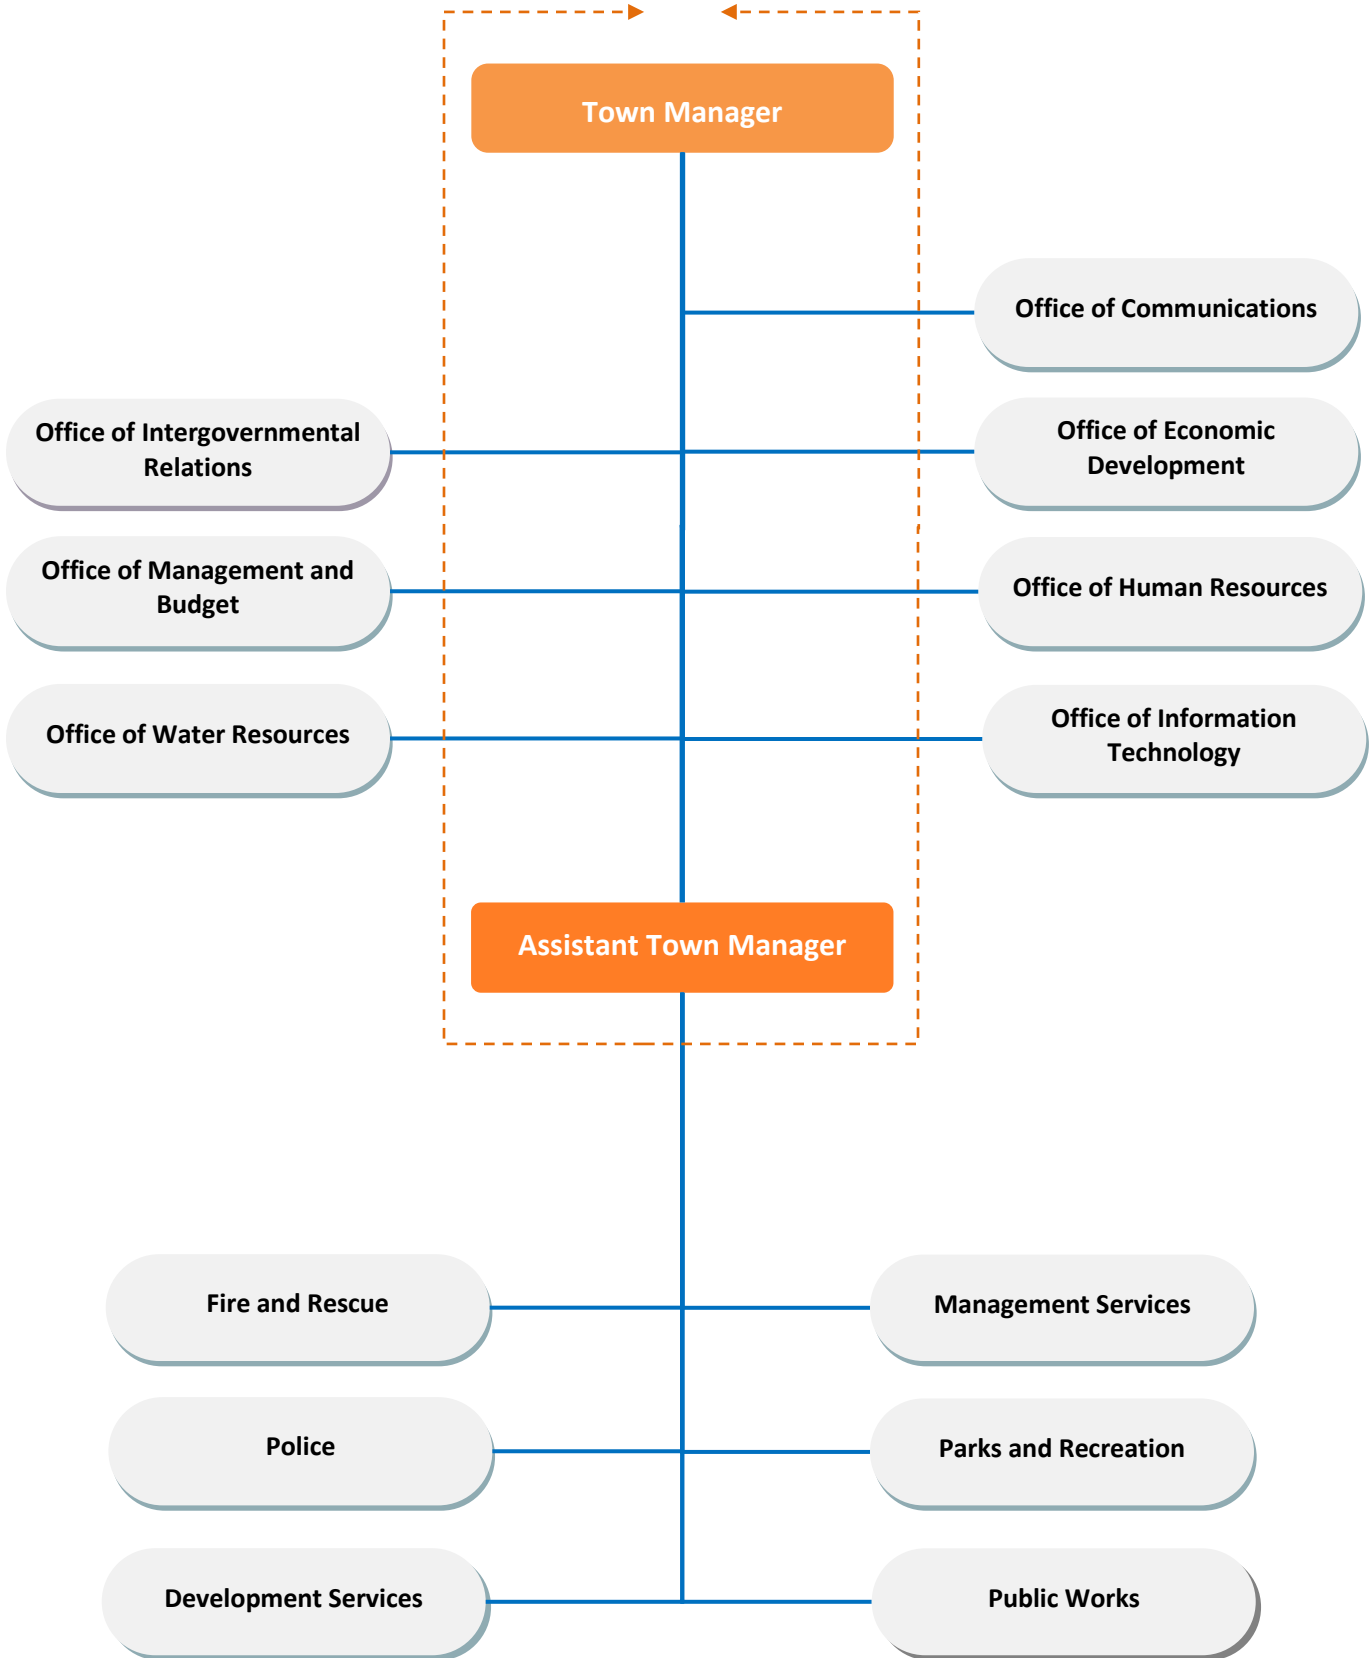 Town Manager
Office of Communications
Office of Intergovernmental
Relations
Office of Economic
Development
Office of Management and
Budget
Office of Human Resources
Office of Water Resources
Office of Information
Technology
Assistant Town Manager
Fire and Rescue
Management Services
Police
Parks and Recreation
Development Services
Public Works